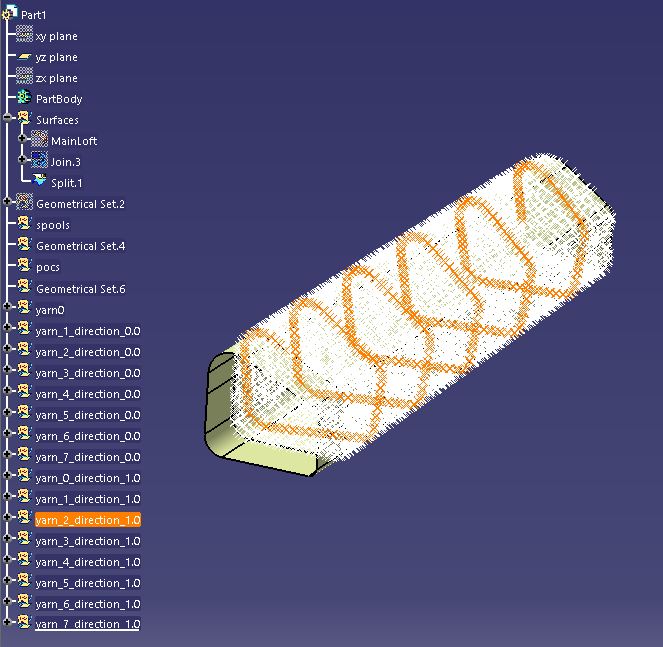 Part1
xy plane
yz plane
zx plane
PartBody
Surfaces
MainLoft
Join.3
Split.1
Geometrical Set.2
spools
Geometrical Set.4
pocs
Geometrical Set.6
yarn0
yarn_1_direction_0.0
yarn_2_direction_0.0
yarn_3_direction_0.0
yarn_4_direction_0.0
yarn_5_direction_0.0
yarn_6_direction_0.0
yarn_7_direction_0.0
yarn_0_direction_1.0
yarn_1_direction_1.0
yarn_2_direction_1.0
yarn_3_direction_1.0
yarn_4_direction_1.0
yarn_5_direction_1.0
yarn_6_direction_1.0
yarn_7_direction_1.0